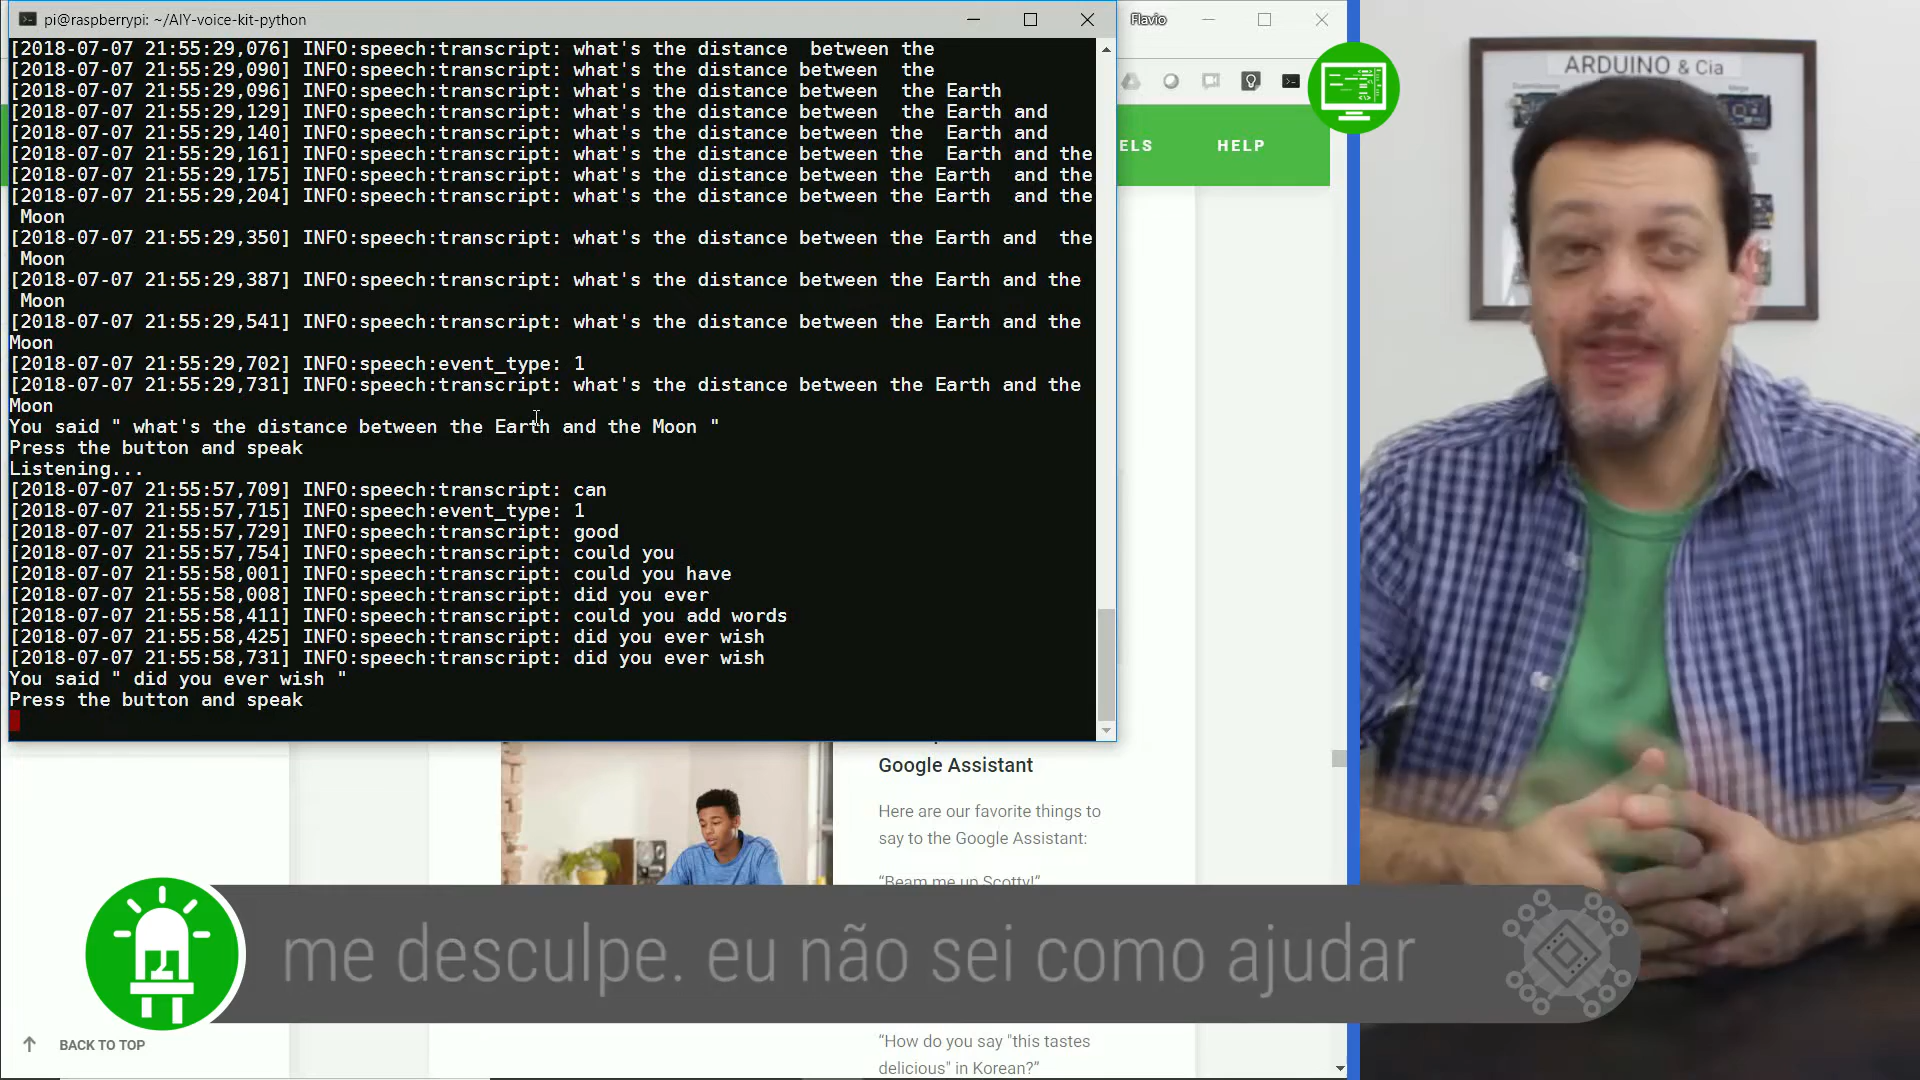 pi@raspberrypi: ~/AIY-voice-kit-python
Flavio
[2018-07-07 21:55:29,076] INFO:speech:transcript: what's the distance  between the
[2018-07-07 21:55:29,090] INFO:speech:transcript: what's the distance between  the
[2018-07-07 21:55:29,096] INFO:speech:transcript: what's the distance between  the Earth
[2018-07-07 21:55:29,129] INFO:speech:transcript: what's the distance between  the Earth and
[2018-07-07 21:55:29,140] INFO:speech:transcript: what's the distance between the  Earth and
[2018-07-07 21:55:29,161] INFO:speech:transcript: what's the distance between the  Earth and the
[2018-07-07 21:55:29,175] INFO:speech:transcript: what's the distance between the Earth  and the
[2018-07-07 21:55:29,204] INFO:speech:transcript: what's the distance between the Earth  and the
Moon
[2018-07-07 21:55:29,350] INFO:speech:transcript: what's the distance between the Earth and  the
Moon
[2018-07-07 21:55:29,387] INFO:speech:transcript: what's the distance between the Earth and the
Moon
[2018-07-07 21:55:29,541] INFO:speech:transcript: what's the distance between the Earth and the
Moon
[2018-07-07 21:55:29,702] INFO:speech:event_type: 1
[2018-07-07 21:55:29,731] INFO:speech:transcript: what's the distance between the Earth and the
Moon
You said " what's the distance between the Earth and the Moon "
Press the button and speak
Listening...
[2018-07-07 21:55:57,709] INFO:speech:transcript: can
[2018-07-07 21:55:57,715] INFO:speech:event_type: 1
[2018-07-07 21:55:57,729] INFO:speech:transcript: good
[2018-07-07 21:55:57,754] INFO:speech:transcript: could you
[2018-07-07 21:55:58,001] INFO:speech:transcript: could you have
[2018-07-07 21:55:58,008] INFO:speech:transcript: did you ever
[2018-07-07 21:55:58,411] INFO:speech:transcript: could you add words
[2018-07-07 21:55:58,425] INFO:speech:transcript: did you ever wish
[2018-07-07 21:55:58,731] INFO:speech:transcript: did you ever wish
You said " did you ever wish "
Press the button and speak
ELS
HELP
ARDUINO & Cia
Google Assistant
Here are our favorite things to
say to the Google Assistant:
"Beam me up Scotty!"
me desculpe. eu não sei como ajudar
"How do you say "this tastes
delicious" in Korean?"
BACK TO TOP